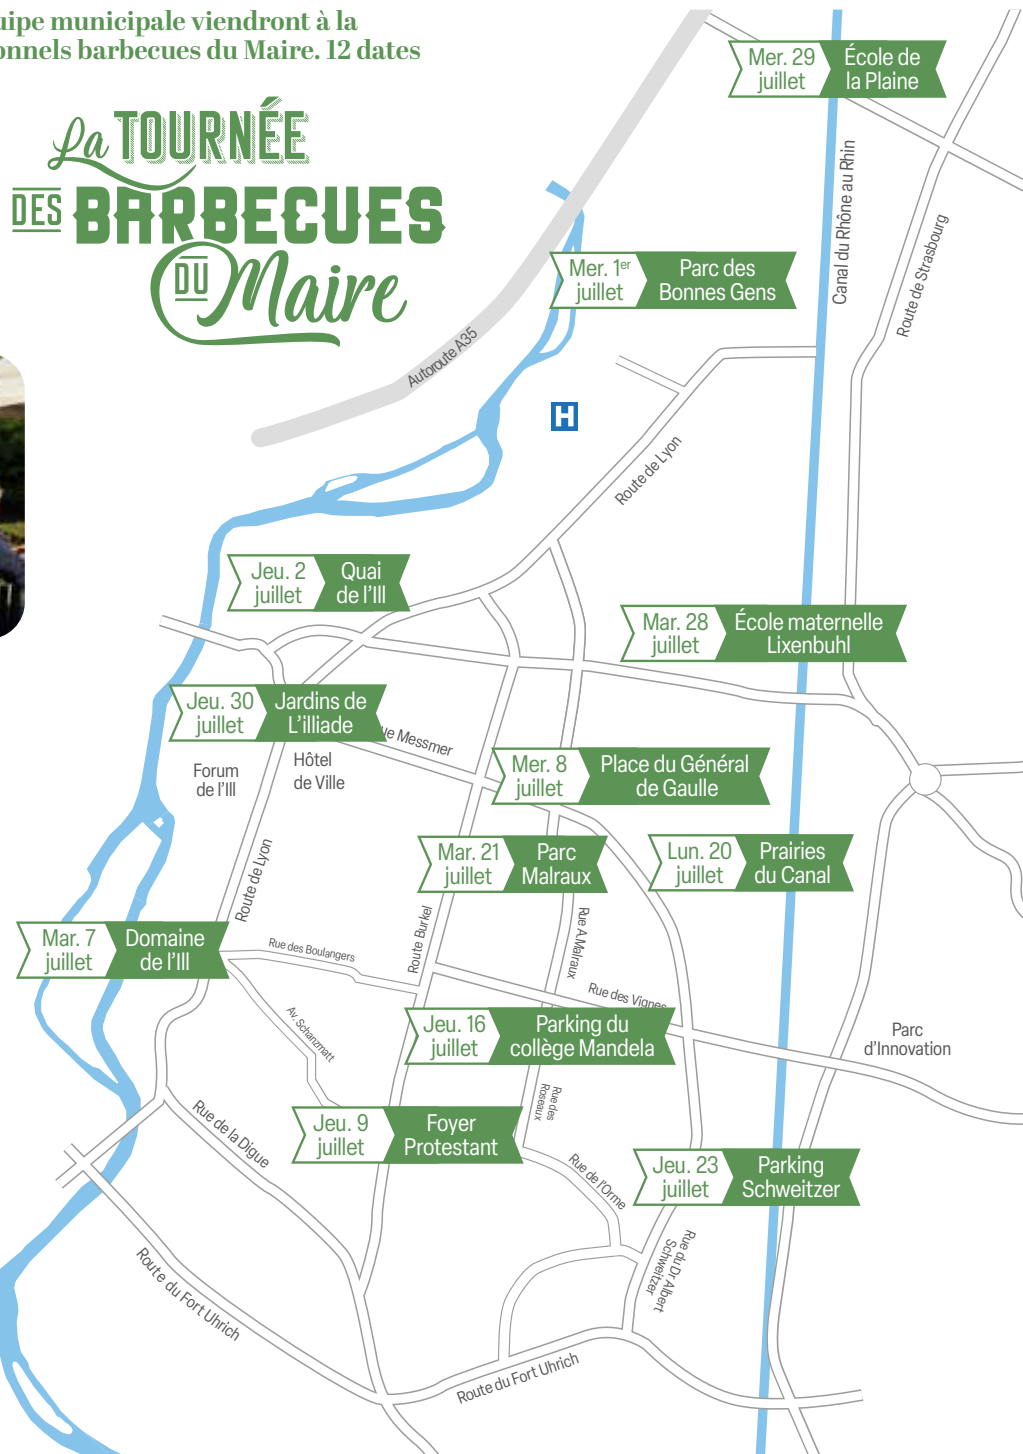 uipe municipale viendront à la
onnels barbecues du Maire. 12 dates
La TOURNÉE
DES BARBECUES
DU Maire
Mer. 29
juillet
École de
la Plaine
Canal du Rhône au Rhin
Route de Strasbourg
Mer. 1er
juillet
Parc des
Bonnes Gens
Autoroute A35
H
Route de Lyon
Jeu. 2
juillet
Quai
de l'Ill
Mar. 28
juillet
École maternelle
Lixenbuhl
Jeu. 30
juillet
Jardins de
L'illiade
ue Messmer
Forum
de l'Ill
Hôtel
de Ville
Mer. 8
juillet
Place du Général
de Gaulle
Route de Lyon
Mar. 21
juillet
Parc
Malraux
Lun. 20
juillet
Prairies
du Canal
Mar. 7
juillet
Domaine
de l'Ill
Rue des Boulangers
Route Burkel
Rue A.Malraux
Rue des Vignes
Av. Schanzmatt
Jeu. 16
juillet
Parking du
collège Mandela
Parc
d'Innovation
Rue de la Digue
Jeu. 9
juillet
Foyer
Protestant
Rue des
Roseaux
Rue de l'Orme
Jeu. 23
juillet
Parking
Schweitzer
Rue du Dr Albert
Schweitzer
Route du Fort Uhrich
Route du Fort Uhrich